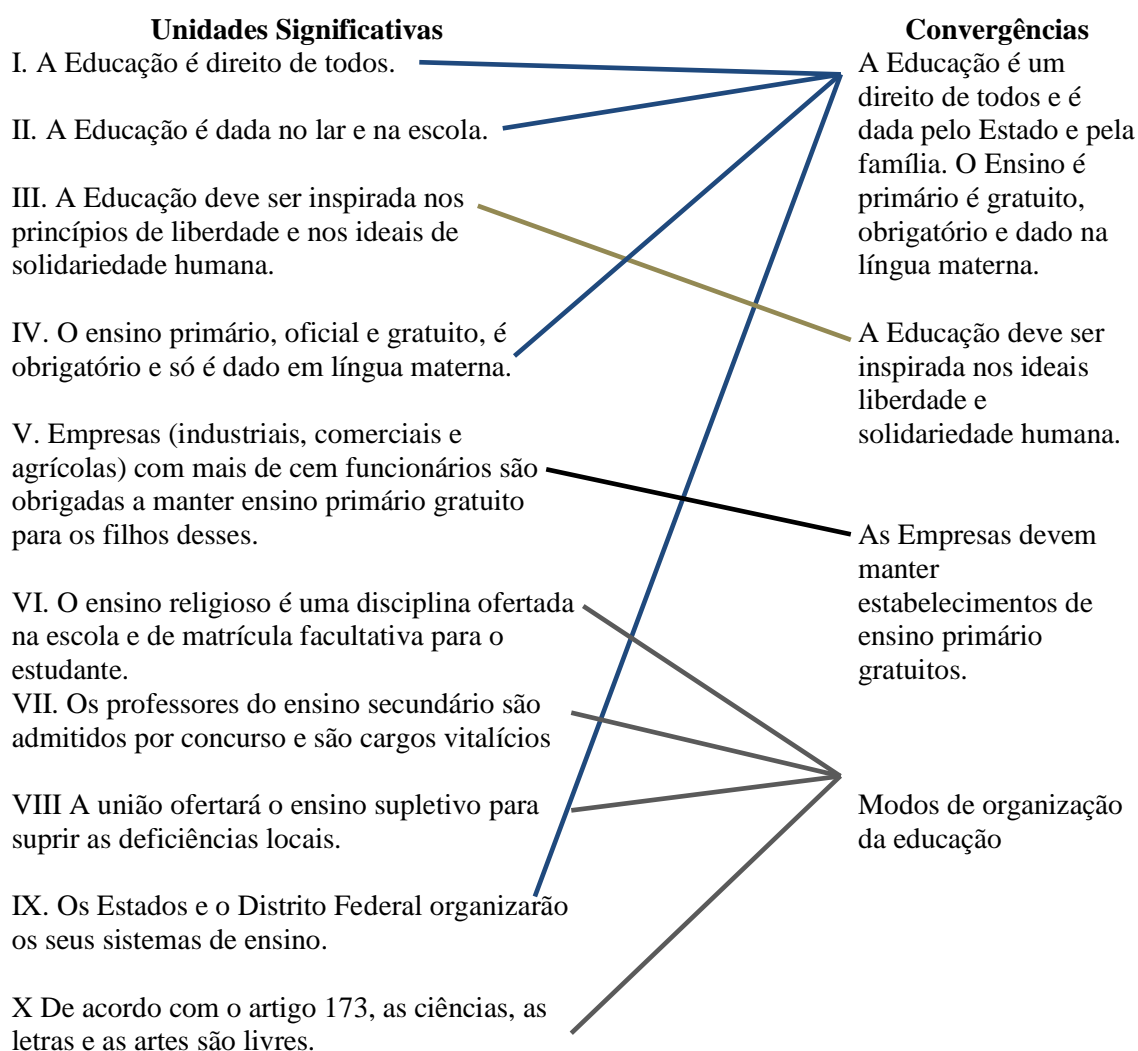 Unidades Significativas
I. A Educação é direito de todos.
II. A Educação é dada no lar e na escola.
III. A Educação deve ser inspirada nos
princípios de liberdade e nos ideais de
solidariedade humana.
IV. O ensino primário, oficial e gratuito, é
obrigatório e só é dado em língua materna.
V. Empresas (industriais, comerciais e
agrícolas) com mais de cem funcionários são
obrigadas a manter ensino primário gratuito
para os filhos desses.
VI. O ensino religioso é uma disciplina ofertada
na escola e de matrícula facultativa para o
estudante.
VII. Os professores do ensino secundário são
admitidos por concurso e são cargos vitalícios
VIII A união ofertará o ensino supletivo para
suprir as deficiências locais.
IX. Os Estados e o Distrito Federal organizarão
os seus sistemas de ensino.
X De acordo com o artigo 173, as ciências, as
letras e as artes são livres.
Convergências
A Educação é um
direito de todos e é
dada pelo Estado e pela
família. O Ensino é
primário é gratuito,
obrigatório e dado na
língua materna.
A Educação deve ser
inspirada nos ideais
liberdade e
solidariedade humana.
As Empresas devem
manter
estabelecimentos de
ensino primário
gratuitos.
Modos de organização
da educação